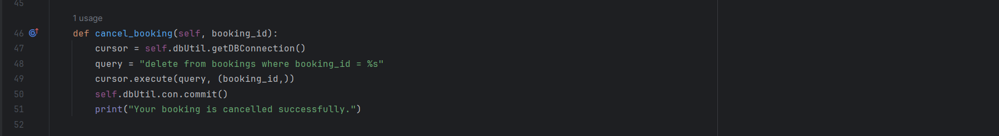 45
1 usage
46 def cancel_booking(self, booking_id):
47 cursor = self.dbUtil.getDBConnection()
48 query = "delete from bookings where booking_id = %s"
49 cursor.execute(query, (booking_id,))
50 self.dbUtil.con.commit()
51 print("Your booking is cancelled successfully.")
52